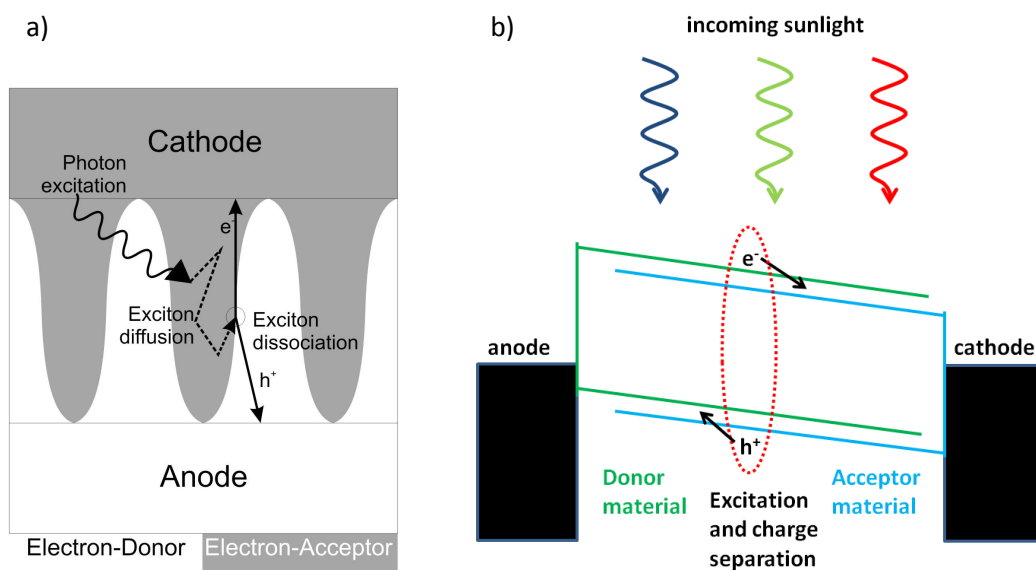 a)
Cathode
Photon
excitation
e-
Exciton
diffusion
Exciton
dissociation
h+
Anode
Electron-Donor
Electron-Acceptor
b)
incoming sunlight
e-
anode
cathode
h+
Donor
material
Excitation
and charge
separation
Acceptor
material